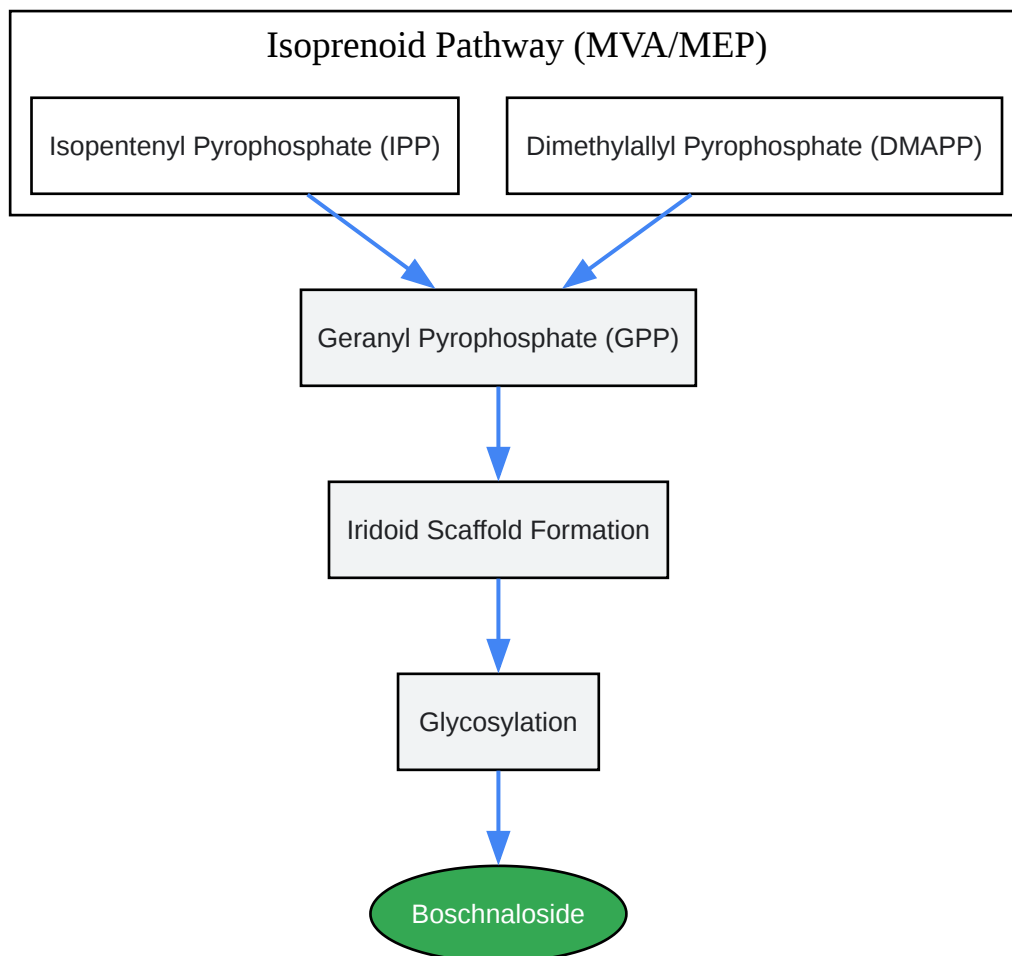 Isoprenoid Pathway (MVA/MEP)
Isopentenyl Pyrophosphate (IPP)
Dimethylallyl Pyrophosphate (DMAPP)
Geranyl Pyrophosphate (GPP)
Iridoid Scaffold Formation
Glycosylation
Boschnaloside